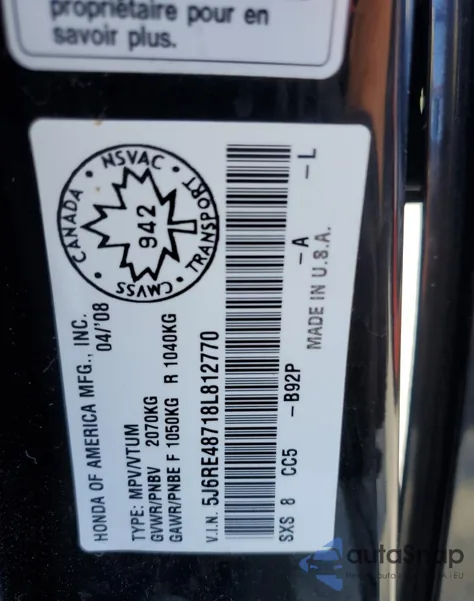 propriétaire pour en
savoir plus.
CANADA · NSVAC · TRANSPORT · CMVSS ·
942
HONDA OF AMERICA MFG., INC.
04/'08
TYPE: MPV/VTUM
GVWR/PNBV 2070KG
GAWR/PNBE F 1050KG R 1040KG
V.I.N. 5J6RE48718L812770
SXS 8 CC5 -B92P -A -L
MADE IN U.S.A.
autoSnap